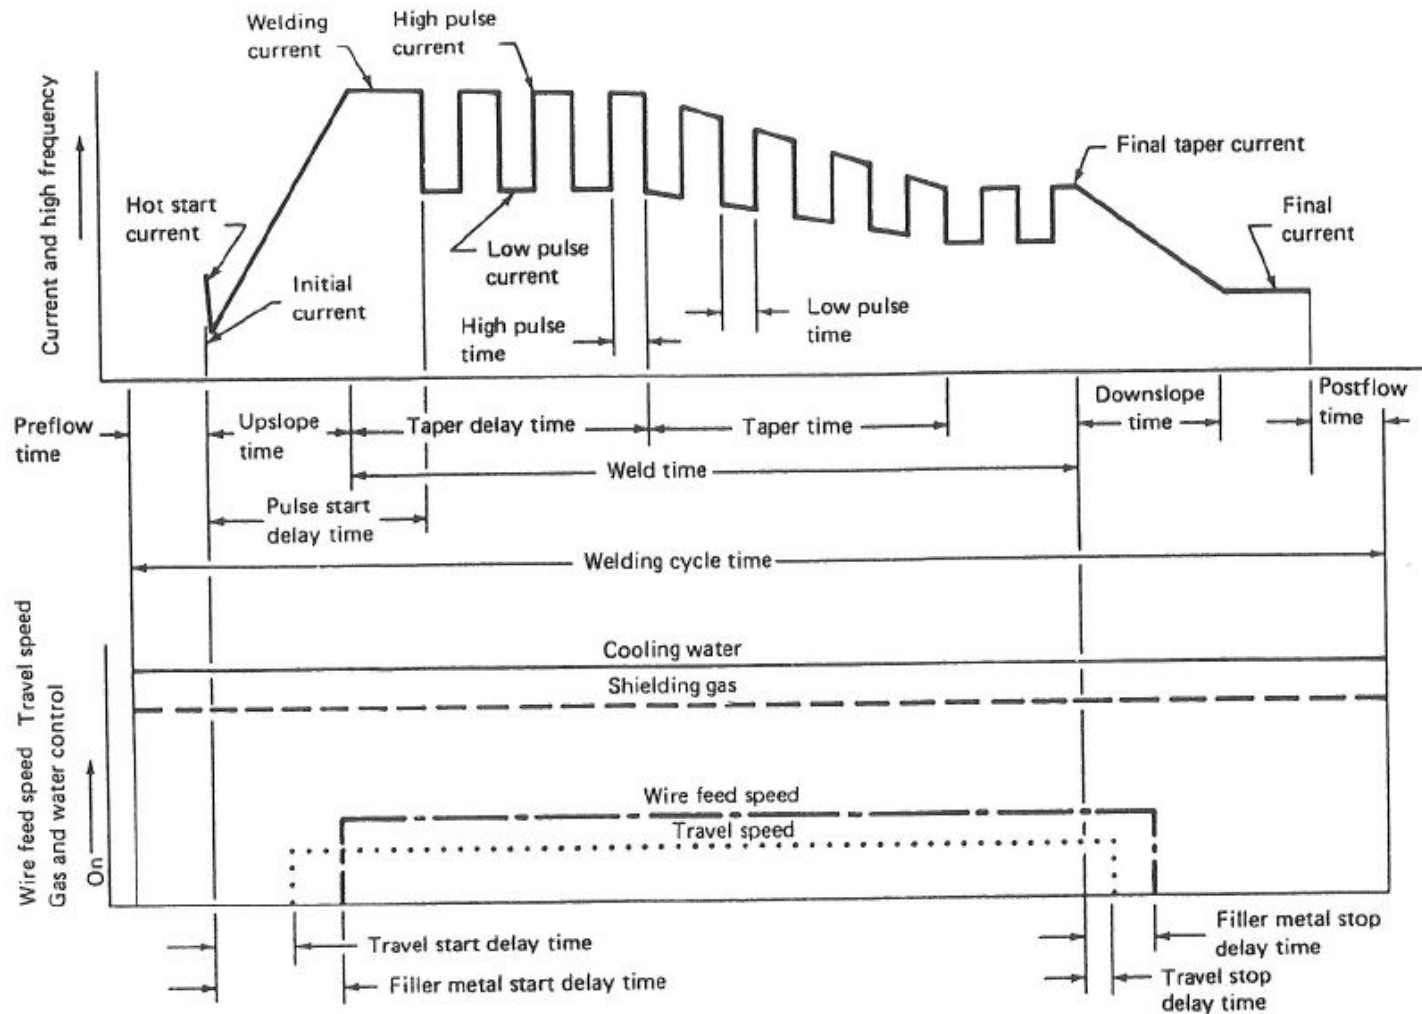 Welding
current
High pulse
current
Current and high frequency
Hot start
current
Initial
current
Low pulse
current
High pulse
time
Low pulse
time
Final taper current
Final
current
Preflow
time
Upslope
time
Taper delay time
Taper time
Downslope
time
Postflow
time
Weld time
Pulse start
delay time
Welding cycle time
Wire feed speed Travel speed
Gas and water control
On
Cooling water
Shielding gas
Wire feed speed
Travel speed
Travel start delay time
Filler metal start delay time
Filler metal stop
delay time
Travel stop
delay time